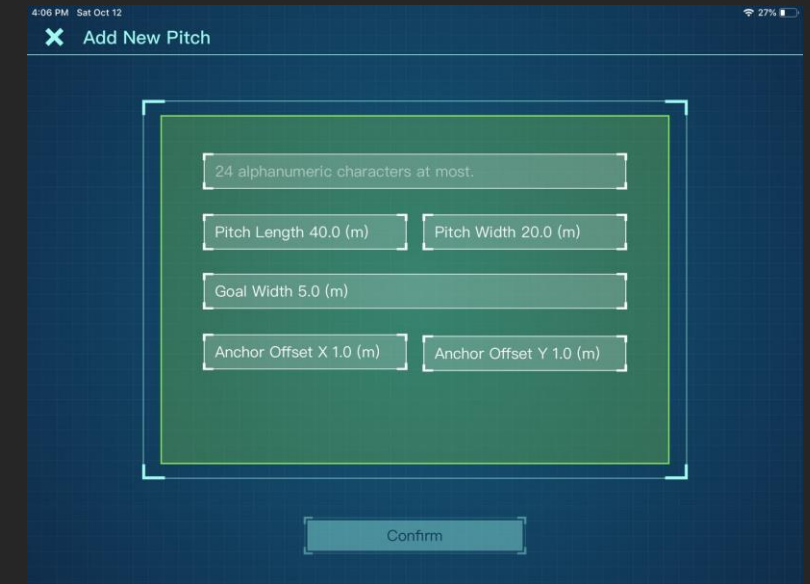 4:06 PM Sat Oct 12 27%
Add New Pitch
24 alphanumeric characters at most.
Pitch Length 40.0 (m) Pitch Width 20.0 (m)
Goal Width 5.0 (m)
Anchor Offset X 1.0 (m) Anchor Offset Y 1.0 (m)
Confirm